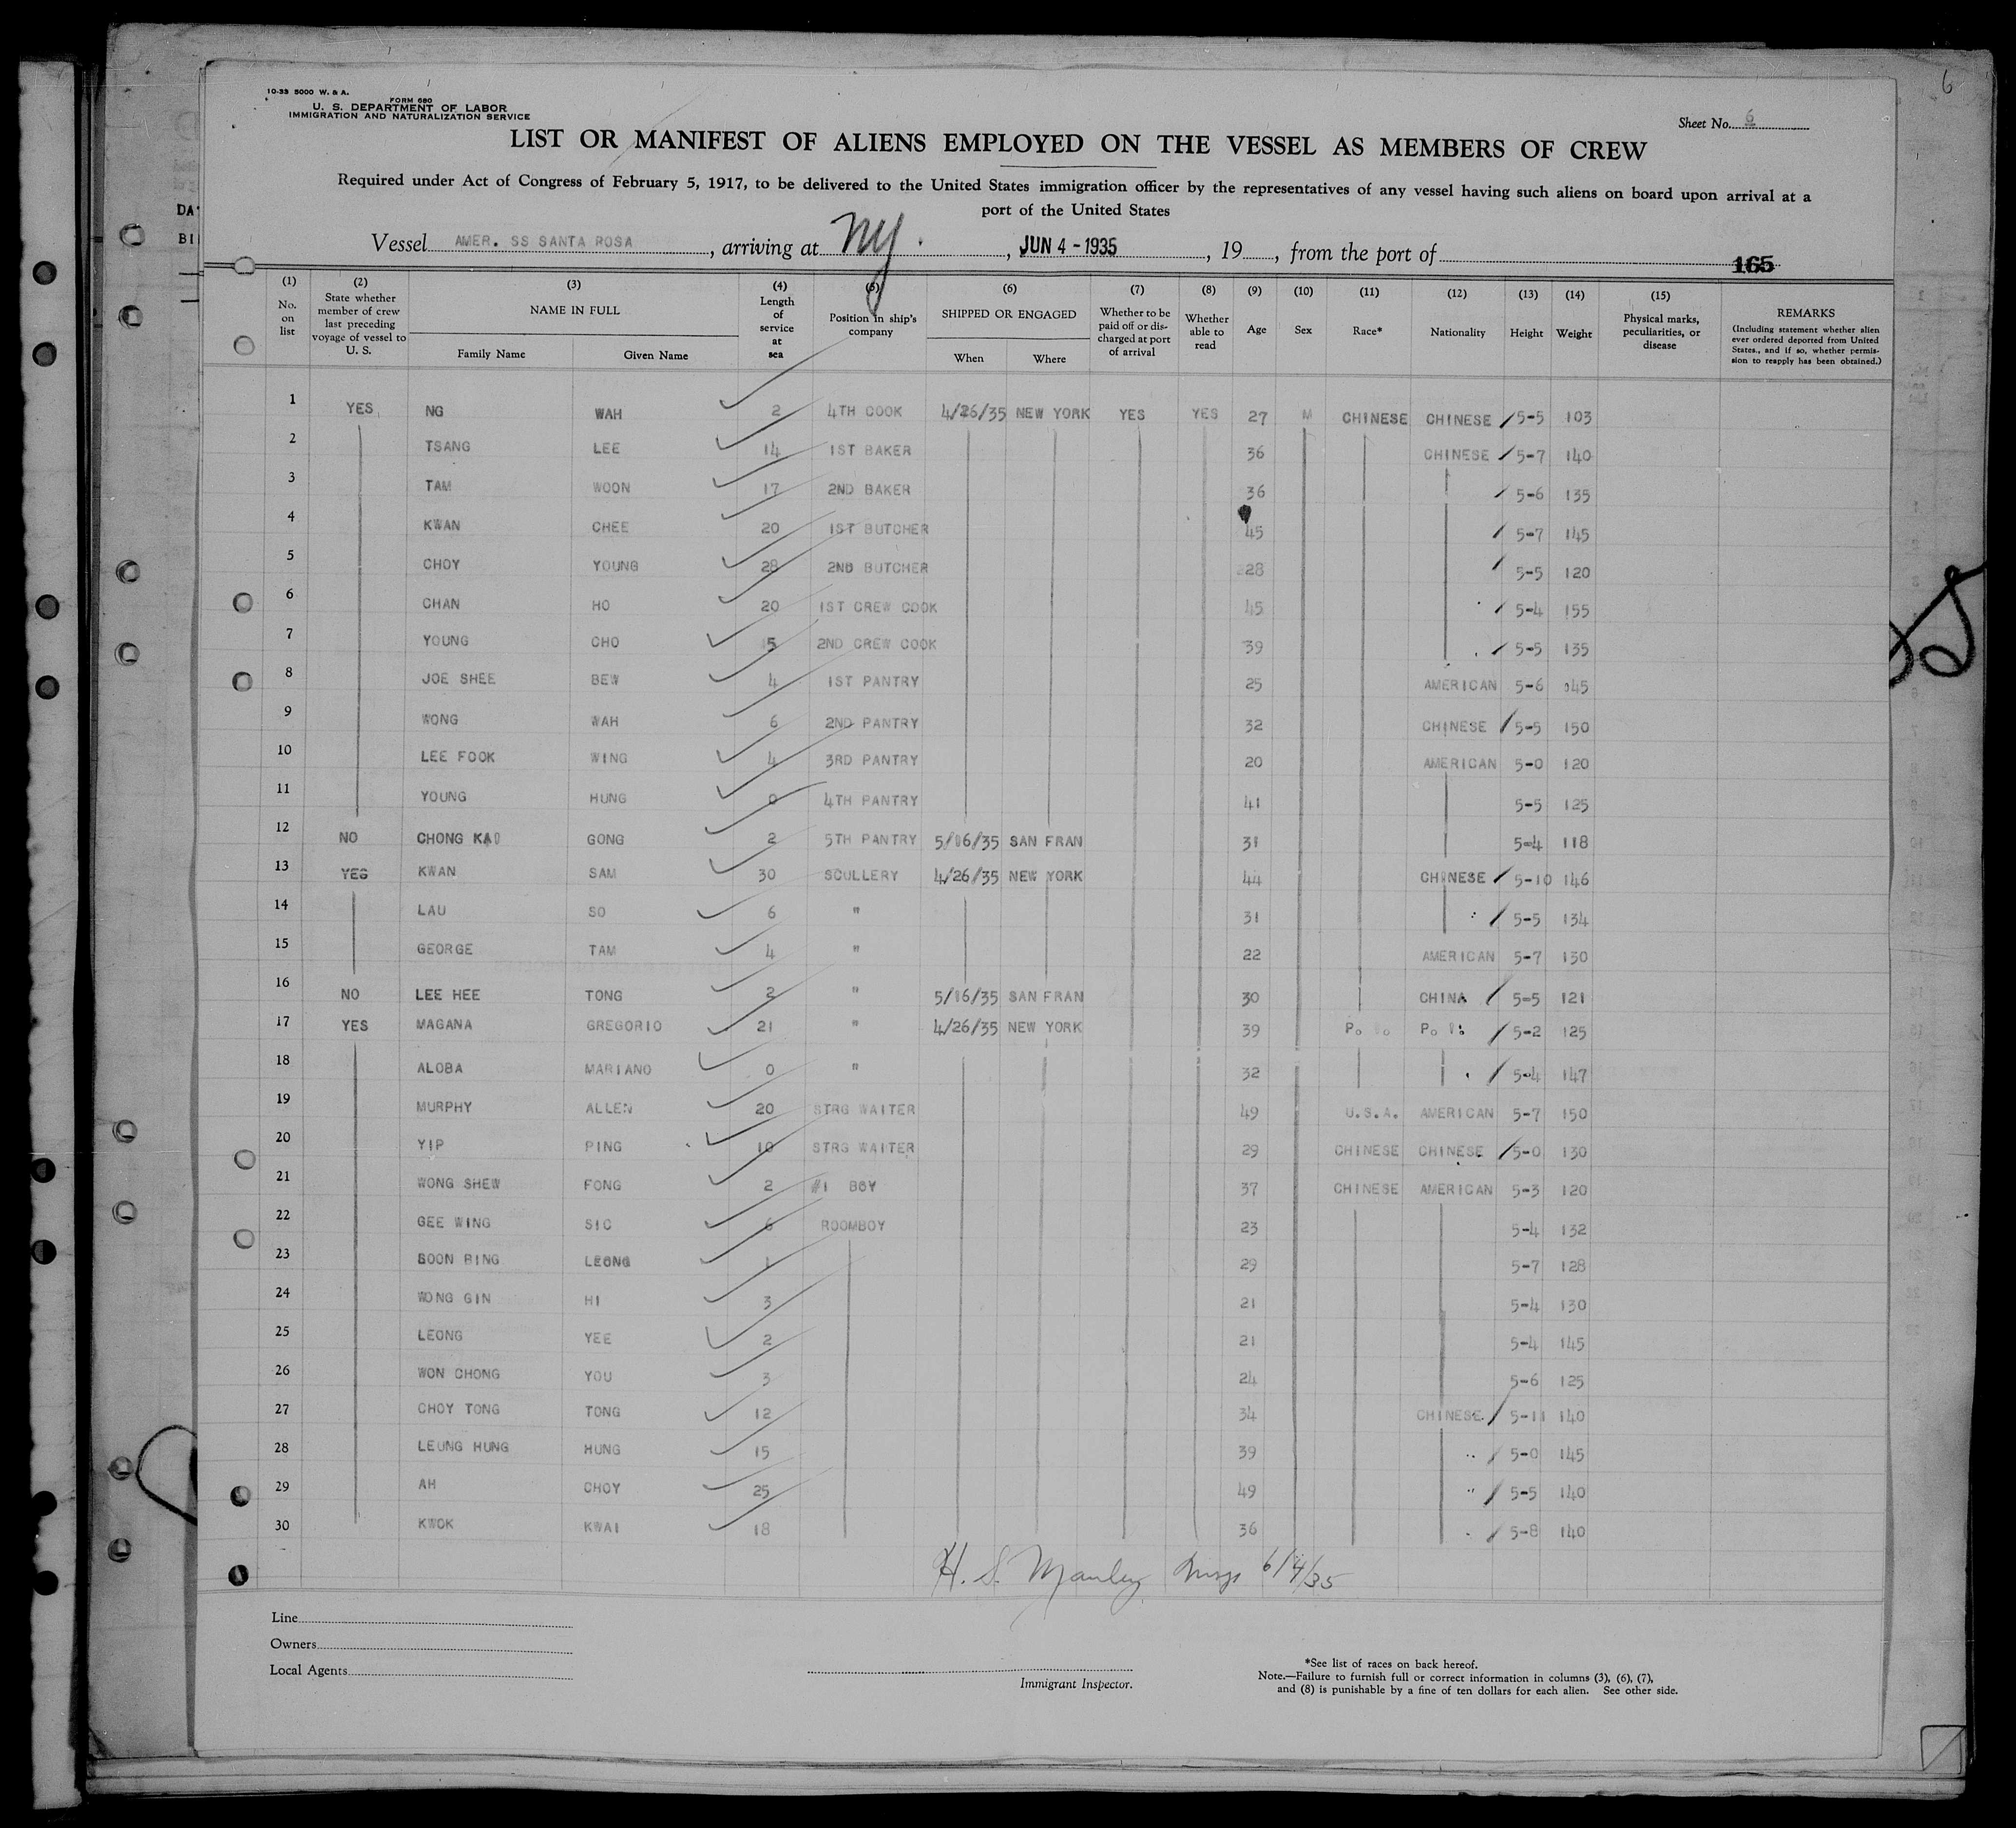 6
10-33 5000 W. & A.
FORM 680
U. S. DEPARTMENT OF LABOR
IMMIGRATION AND NATURALIZATION SERVICE
Sheet No. 6
LIST OR MANIFEST OF ALIENS EMPLOYED ON THE VESSEL AS MEMBERS OF CREW
Required under Act of Congress of February 5, 1917, to be delivered to the United States immigration officer by the representatives of any vessel having such aliens on board upon arrival at a
port of the United States
Vessel AMER. SS SANTA ROSA, arriving at NY., JUN 4 - 1935, 19, from the port of
165
(1) No. on list (2) State whether member of crew last preceding voyage of vessel to U. S. (3) NAME IN FULL Family Name Given Name (4) Length of service at sea (5) Position in ship's company (6) SHIPPED OR ENGAGED When Where (7) Whether to be paid off or discharged at port of arrival (8) Whether able to read (9) Age (10) Sex (11) Race* (12) Nationality (13) Height (14) Weight (15) Physical marks, peculiarities, or disease REMARKS (Including statement whether alien ever ordered deported from United States, and if so, whether permission to reapply has been obtained.)
1 YES NG WAH 2 4TH COOK 4/26/35 NEW YORK YES YES 27 M CHINESE CHINESE 5-5 103
2 TSANG LEE 14 1ST BAKER 36 CHINESE 5-7 140
3 TAM WOON 17 2ND BAKER 36 5-6 135
4 KWAN CHEE 20 1ST BUTCHER 45 5-7 145
5 CHOY YOUNG 28 2ND BUTCHER 28 5-5 120
6 CHAN HO 20 1ST CREW COOK 45 5-4 155
7 YOUNG CHO 5 2ND CREW COOK 39 5-5 135
8 JOE SHEE BEW 4 1ST PANTRY 25 AMERICAN 5-6 145
9 WONG WAH 6 2ND PANTRY 32 CHINESE 5-5 150
10 LEE FOOK WING 4 3RD PANTRY 20 AMERICAN 5-0 120
11 YOUNG HUNG 0 4TH PANTRY 41 5-5 125
12 NO CHONG KAI GONG 2 5TH PANTRY 5/16/35 SAN FRAN 31 5-4 118
13 YES KWAN SAM 30 SCULLERY 4/26/35 NEW YORK 44 CHINESE 5-10 146
14 LAU SO 6 " 31 5-5 134
15 GEORGE TAM 4 " 22 AMERICAN 5-7 130
16 NO LEE HEE TONG 2 " 5/16/35 SAN FRAN 30 CHINA 5-5 121
17 YES MAGANA GREGORIO 21 " 4/26/35 NEW YORK 39 5-2 125
18 ALOBA MARIANO 0 " 32 5-4 147
19 MURPHY ALLEN 20 STRG WAITER 49 U.S.A. AMERICAN 5-7 150
20 YIP PING 10 STRG WAITER 29 CHINESE CHINESE 5-0 130
21 WONG SHEW FONG 2 #1 BOY 37 CHINESE AMERICAN 5-3 120
22 GEE WING SIC 6 ROOMBOY 23 5-4 132
23 SOON BING LEONG 1 29 5-7 128
24 WONG GIN HI 3 21 5-4 130
25 LEONG YEE 2 21 5-4 145
26 WON CHONG YOU 3 24 5-6 125
27 CHOY TONG TONG 12 34 CHINESE 5-11 140
28 LEUNG HUNG HUNG 15 39 5-0 145
29 AH CHOY 25 49 5-5 140
30 KWOK KWAI 18 36 5-8 140
H. S. Manley Insp 6/4/35
Line
Owners
Local Agents
Immigrant Inspector.
*See list of races on back hereof.
Note.—Failure to furnish full or correct information in columns (3), (6), (7),
and (8) is punishable by a fine of ten dollars for each alien. See other side.